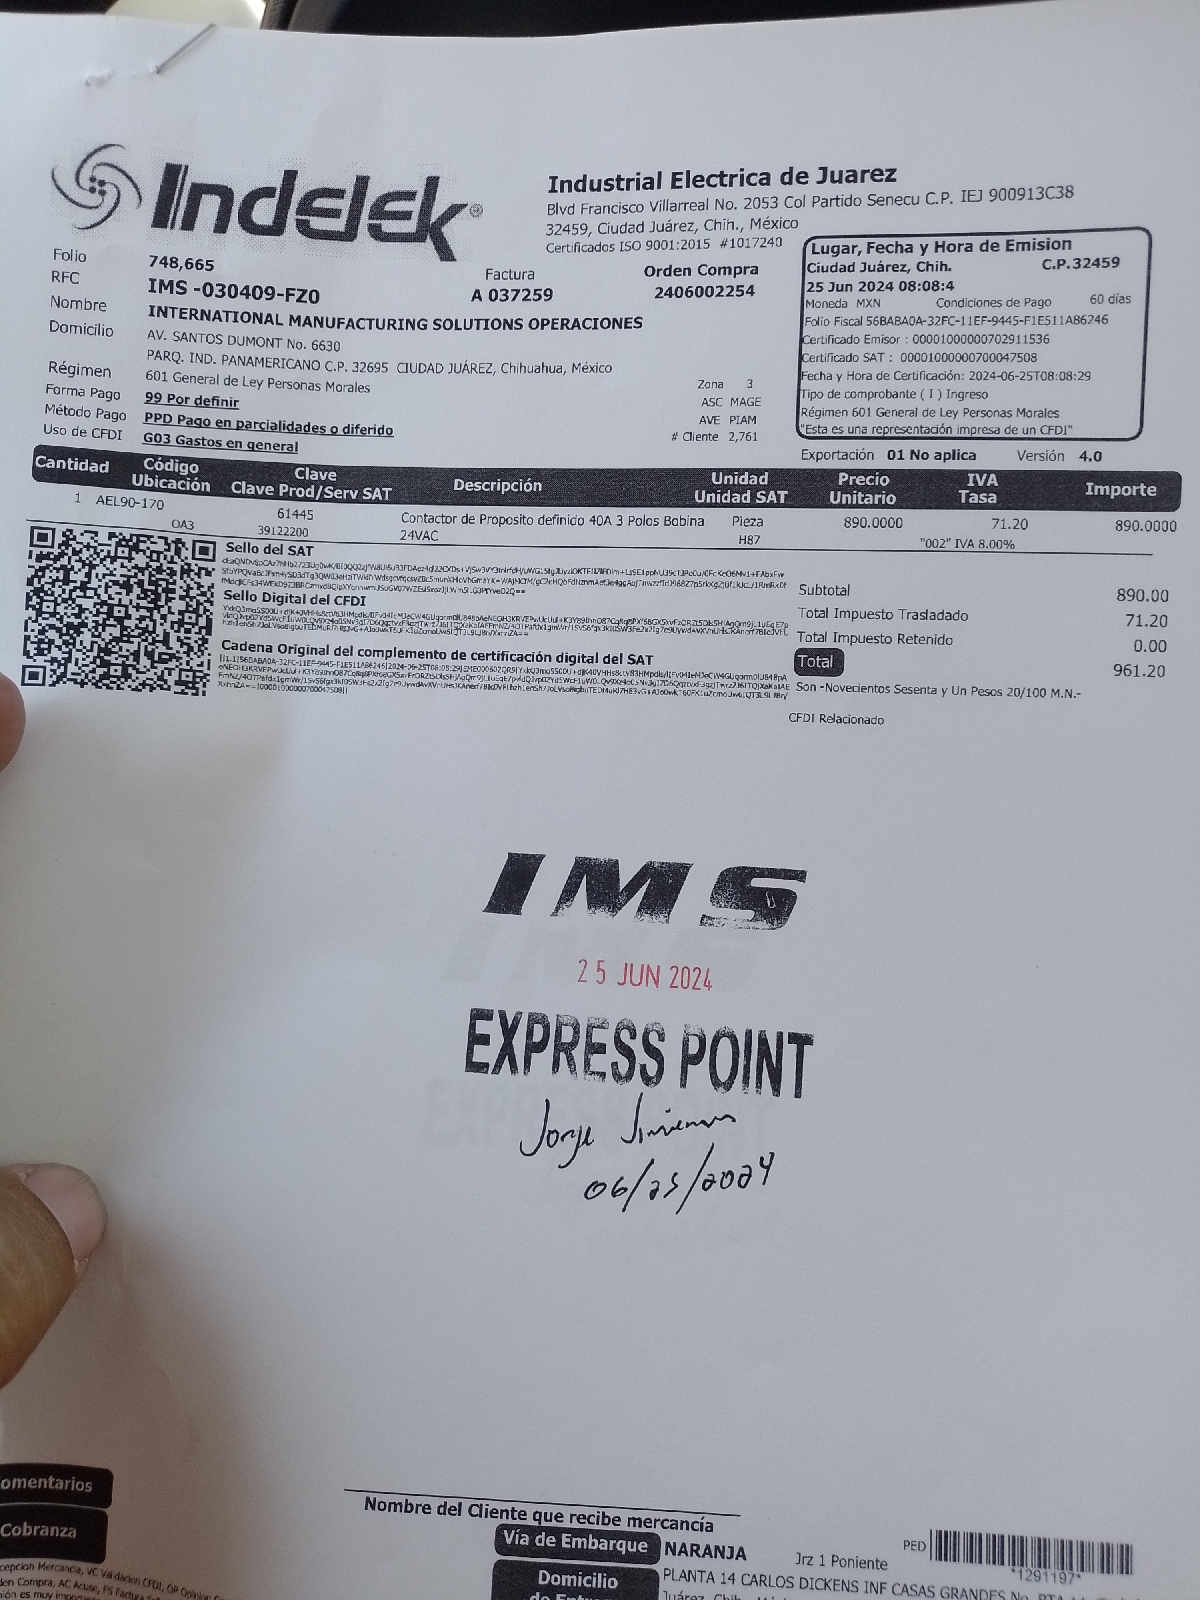 Indelek®
Industrial Electrica de Juarez
Blvd Francisco Villarreal No. 2053 Col Partido Senecu C.P. IEJ 900913C38
32459, Ciudad Juárez, Chih., México
Certificados ISO 9001:2015 #1017240
Folio 748,665
RFC IMS -030409-FZ0
Factura
A 037259
Orden Compra
2406002254
Nombre INTERNATIONAL MANUFACTURING SOLUTIONS OPERACIONES
Domicilio AV. SANTOS DUMONT No. 6630
PARQ. IND. PANAMERICANO C.P. 32695 CIUDAD JUÁREZ, Chihuahua, México
Régimen 601 General de Ley Personas Morales
Forma Pago 99 Por definir
Método Pago PPD Pago en parcialidades o diferido
Uso de CFDI G03 Gastos en general
Zona 3
ASC MAGE
AVE PIAM
# Cliente 2,761
Lugar, Fecha y Hora de Emision
Ciudad Juárez, Chih. C.P.32459
25 Jun 2024 08:08:4
Moneda MXN Condiciones de Pago 60 días
Folio Fiscal 56BABA0A-32FC-11EF-9445-F1E511A86246
Certificado Emisor : 00001000000702911536
Certificado SAT : 00001000000700047508
Fecha y Hora de Certificación: 2024-06-25T08:08:29
Tipo de comprobante ( I ) Ingreso
Régimen 601 General de Ley Personas Morales
"Esta es una representación impresa de un CFDI"
Exportación 01 No aplica Versión 4.0
Cantidad Código Ubicación Clave Clave Prod/Serv SAT Descripción Unidad Unidad SAT Precio Unitario IVA Tasa Importe
1 AEL90-170 61445 Contactor de Proposito definido 40A 3 Polos Bobina Pieza 890.0000 71.20 890.0000
OA3 39122200 24VAC H87 "002" IVA 8.00%
Sello del SAT
Sello Digital del CFDI
Cadena Original del complemento de certificación digital del SAT
Subtotal 890.00
Total Impuesto Trasladado 71.20
Total Impuesto Retenido 0.00
Total 961.20
Son -Novecientos Sesenta y Un Pesos 20/100 M.N.-
CFDI Relacionado
IMS
25 JUN 2024
EXPRESS POINT
Jorge Jimenez
06/25/2024
omentarios
Cobranza
Nombre del Cliente que recibe mercancía
Vía de Embarque NARANJA Jrz 1 Poniente
PED
*1291197*
Domicilio PLANTA 14 CARLOS DICKENS INF CASAS GRANDES